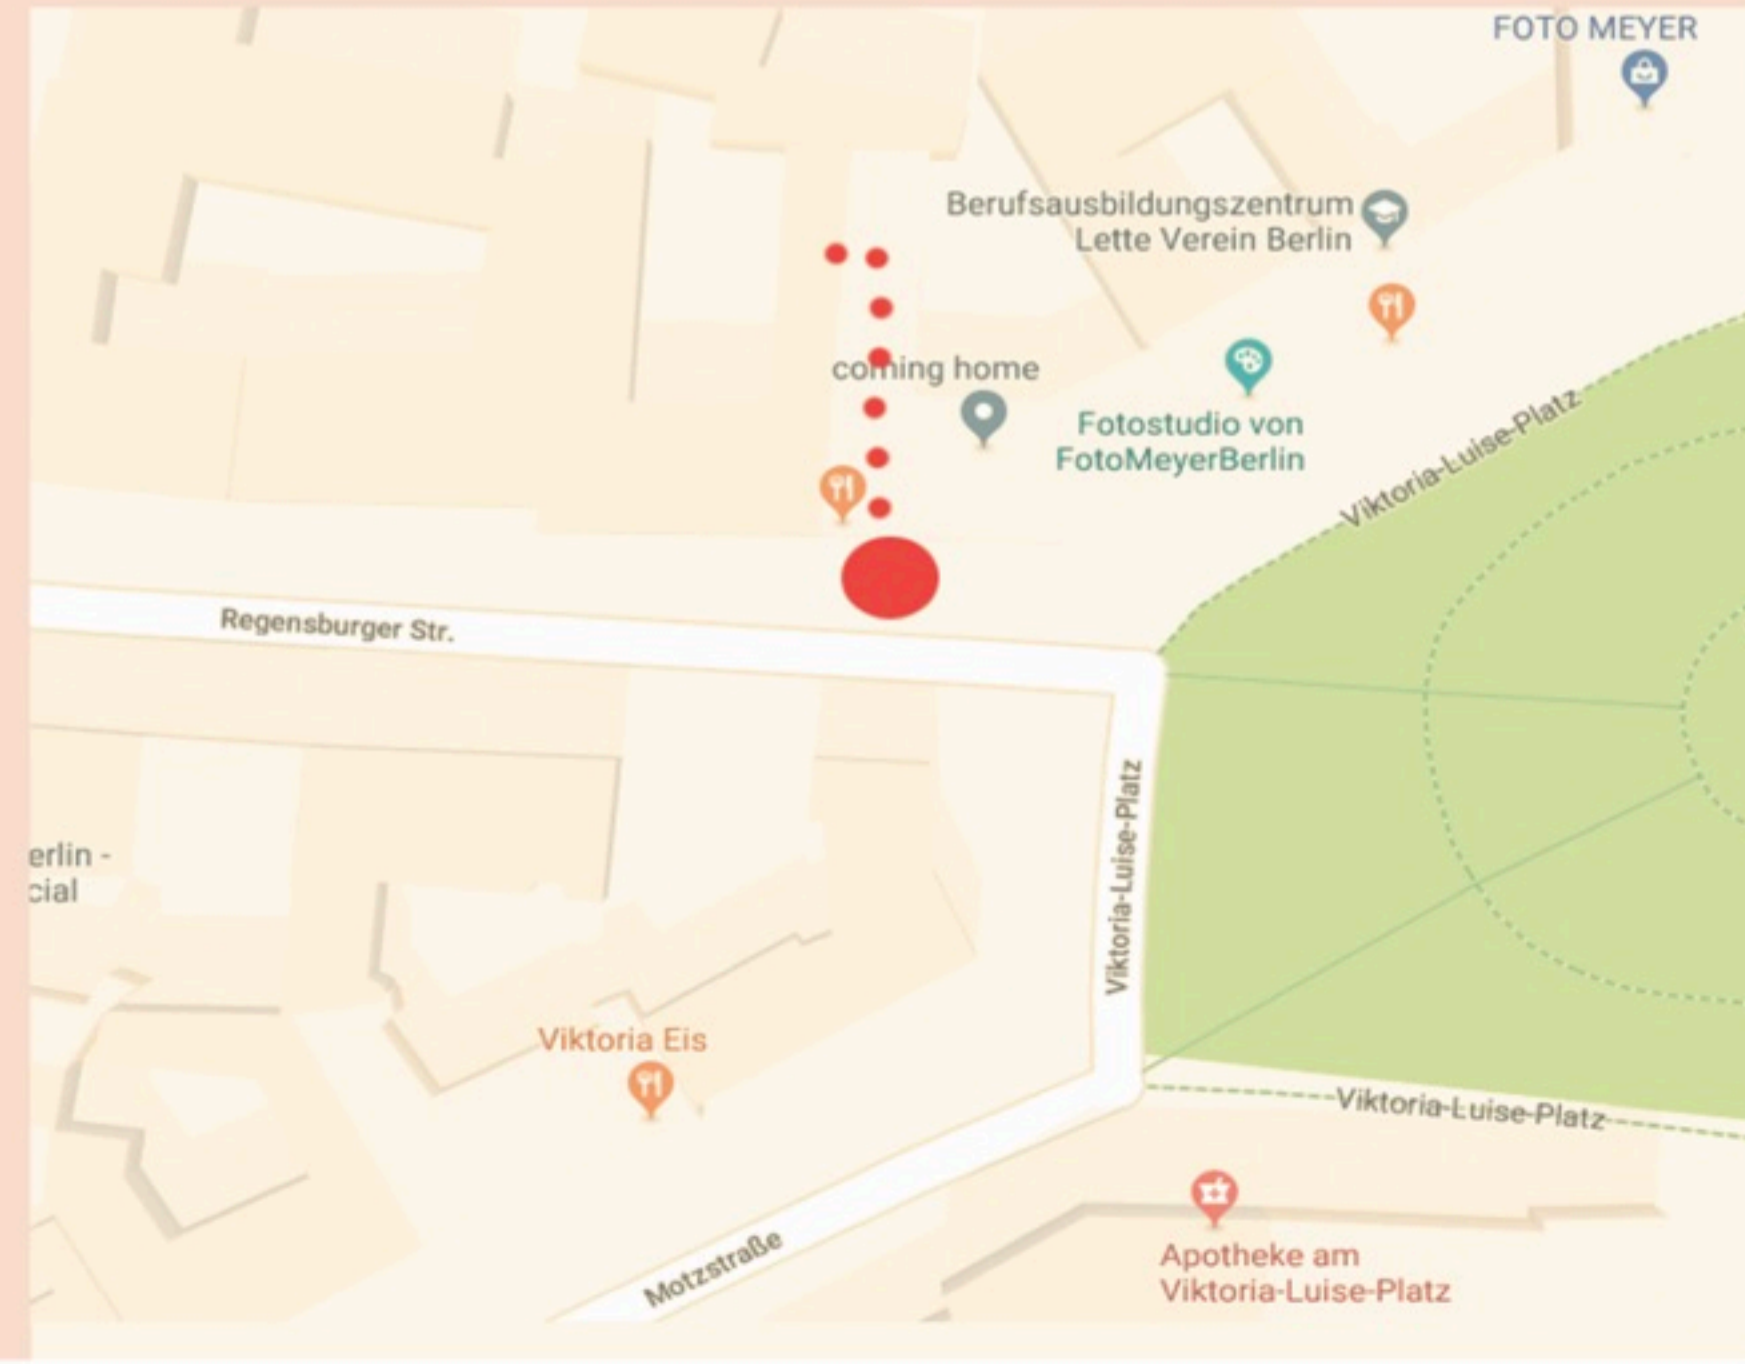 FOTO MEYER
Berufsausbildungszentrum
Lette Verein Berlin
coming home
Fotostudio von
FotoMeyerBerlin
Viktoria-Luise-Platz
Regensburger Str.
Viktoria-Luise-Platz
erlin -
cial
Viktoria Eis
Viktoria-Luise-Platz
Motzstraße
Apotheke am
Viktoria-Luise-Platz